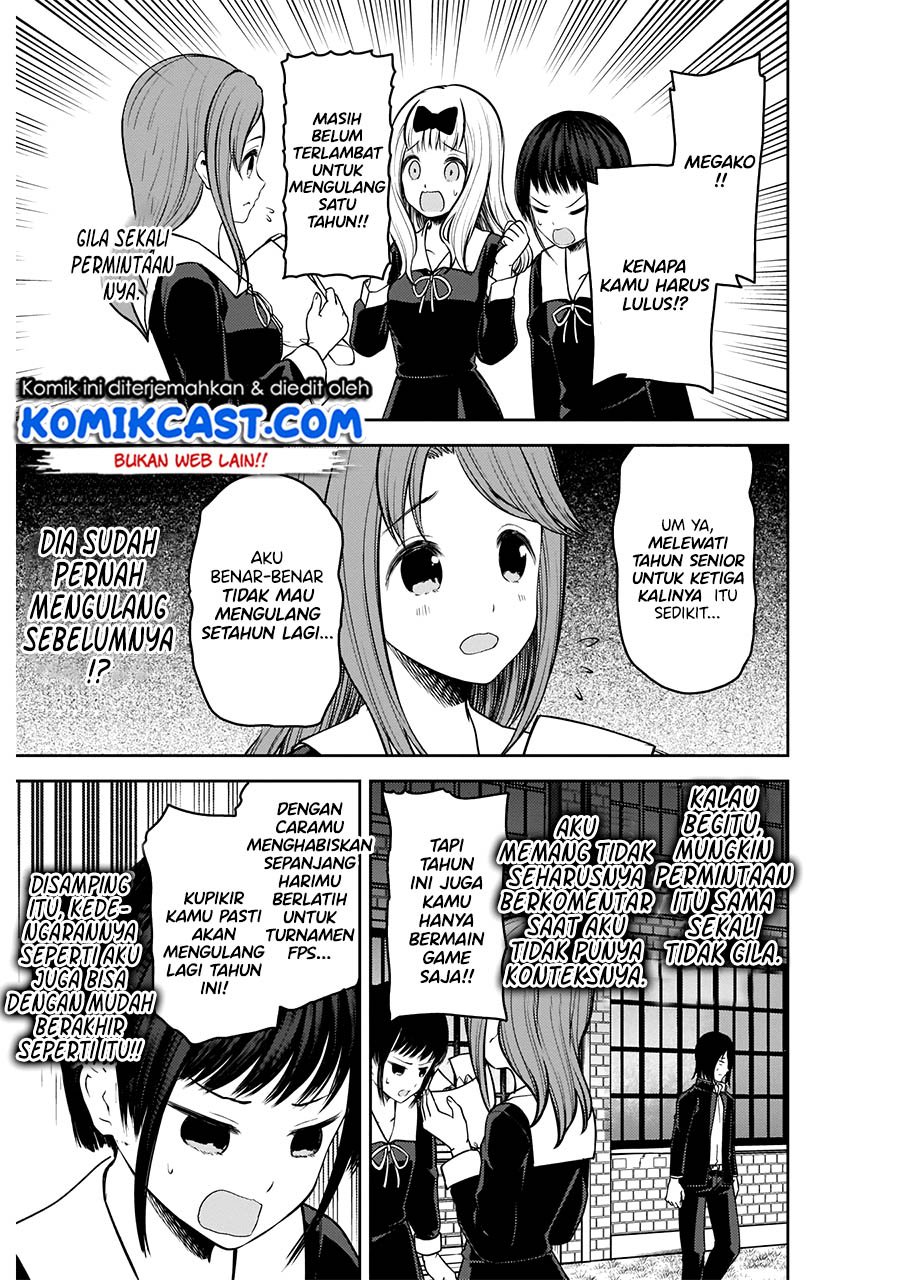 MEGAKO
!!
KENAPA
KAMU HARUS
LULUS!?
MASIH
BELUM
TERLAMBAT
UNTUK
MENGULANG
SATU
TAHUN!!
GILA SEKALI
PERMINTAAN
NYA.
Komik ini diterjemahkan & diedit oleh
KOMIKCAST.COM
BUKAN WEB LAIN!!
UM YA,
MELEWATI
TAHUN SENIOR
UNTUK KETIGA
KALINYA ITU
SEDIKIT...
AKU
BENAR-BENAR
TIDAK MAU
MENGULANG
SETAHUN LAGI...
DIA SUDAH
PERNAH
MENGULANG
SEBELUMNYA
!?
KALAU
BEGITU,
MUNGKIN
PERMINTAAN
ITU SAMA
SEKALI
TIDAK GILA.
AKU
MEMANG TIDAK
SEHARUSNYA
BERKOMENTAR
SAAT AKU
TIDAK PUNYA
KONTEKSNYA.
TAPI
TAHUN
INI JUGA
KAMU
HANYA
BERMAIN
GAME
SAJA!!
DENGAN
CARAMU
MENGHABISKAN
SEPANJANG
HARIMU
BERLATIH
UNTUK
TURNAMEN
FPS...
KUPIKIR
KAMU PASTI
AKAN
MENGULANG
LAGI TAHUN
INI!
DISAMPING
ITU, KEDE-
NGARANNYA
SEPERTI AKU
JUGA BISA
DENGAN MUDAH
BERAKHIR
SEPERTI ITU!!